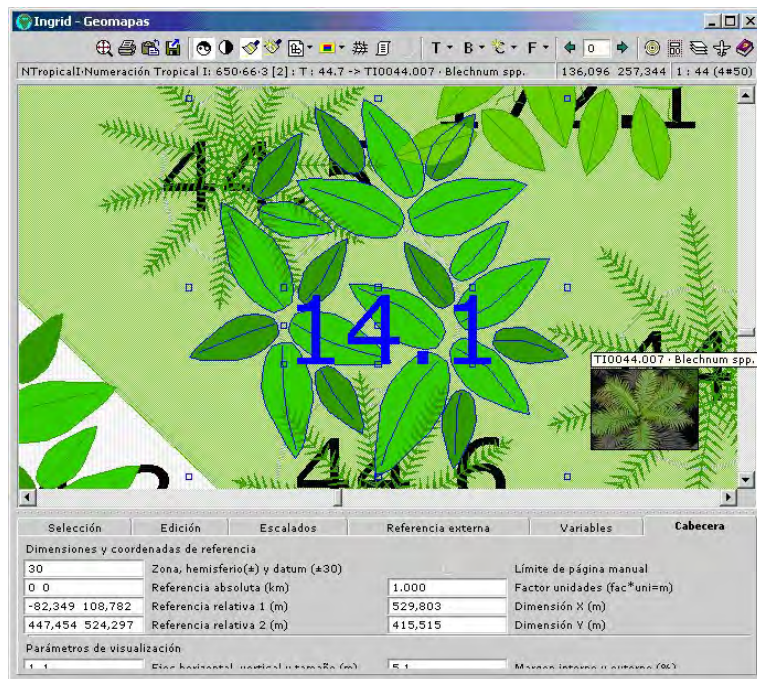 Ingrid - Geomapas
T B C F 0
NTropicalI·Numeración Tropical I: 650·66·3 [2] : T : 44.7 -> TI0044.007 · Blechnum spp. 136,096 257,344 1 : 44 (4#50)
14.1
TI0044.007 · Blechnum spp.
44.6
Selección Edición Escalados Referencia externa Variables Cabecera
Dimensiones y coordenadas de referencia
30 Zona, hemisferio(±) y datum (±30) Límite de página manual
0 0 Referencia absoluta (km) 1.000 Factor unidades (fac*uni=m)
-82,349 108,782 Referencia relativa 1 (m) 529,803 Dimensión X (m)
447,454 524,297 Referencia relativa 2 (m) 415,515 Dimensión Y (m)
Parámetros de visualización